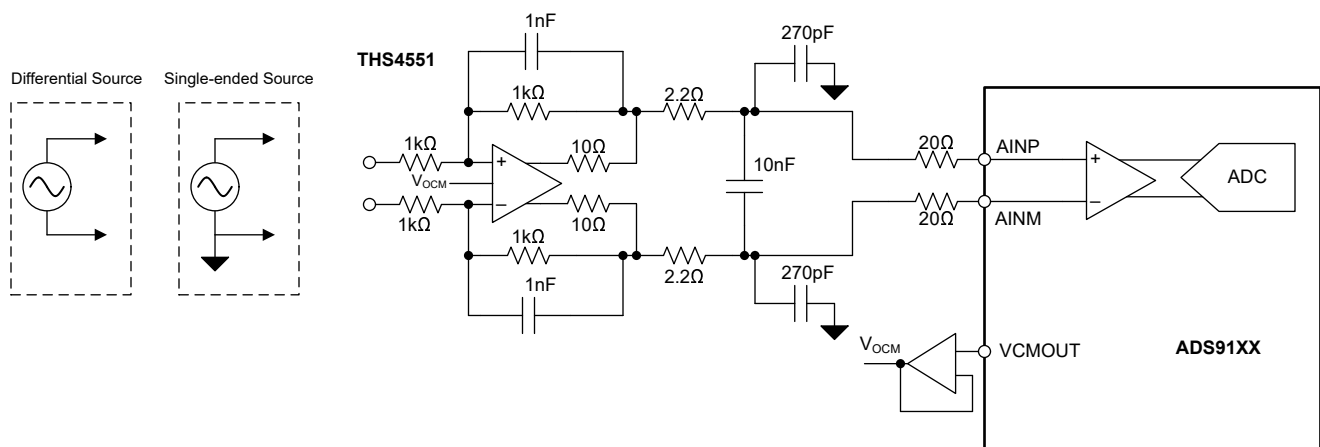 1nF
270pF
THS4551
Differential Source
Single-ended Source
1kΩ
2.2Ω
1kΩ
10Ω
20Ω
AINP
+
+
VOCM
10nF
ADC
−
−
20Ω
AINM
1kΩ
1kΩ
10Ω
2.2Ω
1nF
270pF
VOCM
VCMOUT
ADS91XX